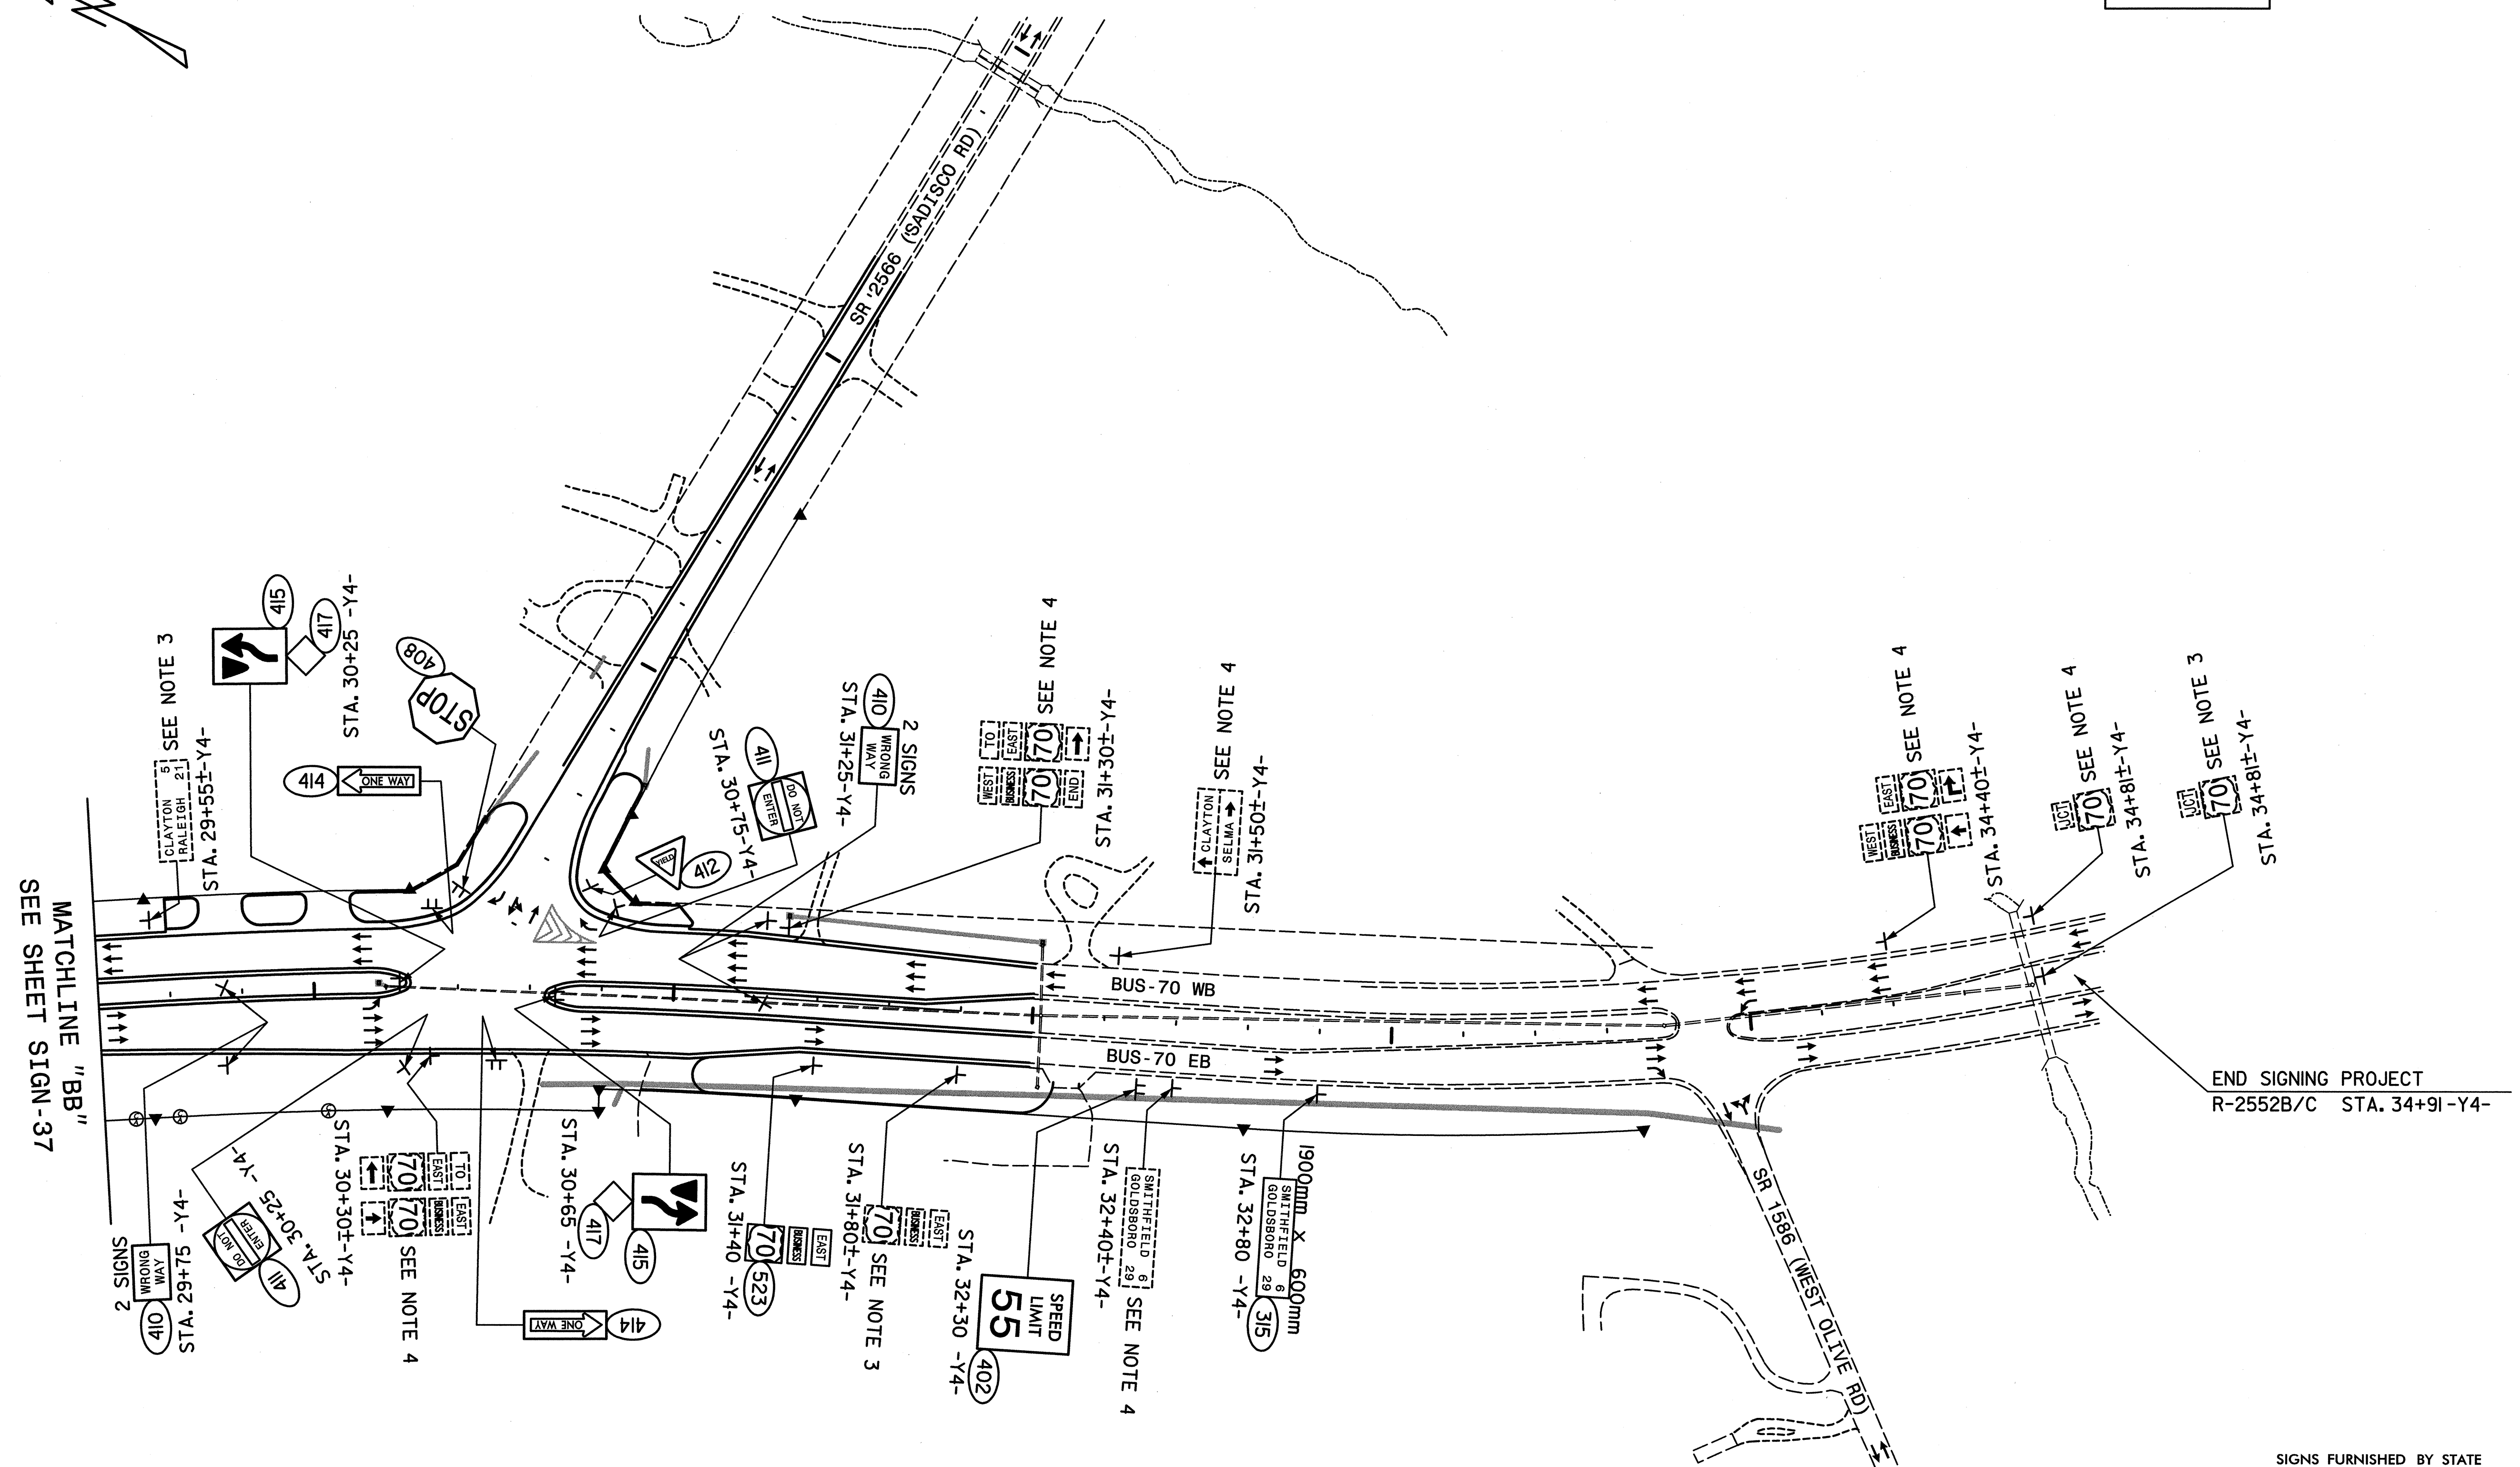 SR 2566 (SADISCO RD)
415
417
STA. 30+25 -Y4-
SEE NOTE 3
CLAYTON 5
RALEIGH 21
STA. 29+55±-Y4-
408
STOP
414
ONE WAY
411
DO NOT
ENTER
STA. 30+75-Y4-
412
YIELD
410
WRONG
WAY
2 SIGNS
STA. 31+25-Y4-
TO
EAST
70
SEE NOTE 4
WEST
BUSINESS
70
END
STA. 31+30±-Y4-
SEE NOTE 4
CLAYTON
SELMA
STA. 31+50±-Y4-
EAST
70
SEE NOTE 4
WEST
BUSINESS
70
STA. 34+40±-Y4-
JCT
70
SEE NOTE 4
STA. 34+81±-Y4-
JCT
70
SEE NOTE 3
STA. 34+81±-Y4-
BUS-70 WB
BUS-70 EB
MATCHLINE "BB"
SEE SHEET SIGN-37
END SIGNING PROJECT
R-2552B/C STA. 34+91-Y4-
2 SIGNS
WRONG
WAY
410
STA. 29+75 -Y4-
DO NOT
ENTER
411
STA. 30+25 -Y4-
STA. 30+30±-Y4-
TO
EAST
70
EAST
BUSINESS
70
SEE NOTE 4
ONE WAY
414
STA. 30+65 -Y4-
417
415
STA. 31+40 -Y4-
EAST
BUSINESS
70
523
STA. 31+80±-Y4-
EAST
BUSINESS
70
SEE NOTE 3
STA. 32+30 -Y4-
SPEED
LIMIT
55
402
STA. 32+40±-Y4-
SMITHFIELD 6
GOLDSBORO 29
SEE NOTE 4
STA. 32+80 -Y4-
SMITHFIELD 6
GOLDSBORO 29
1900mm X 600mm
315
SR 1586 (WEST OLIVE RD)
SIGNS FURNISHED BY STATE